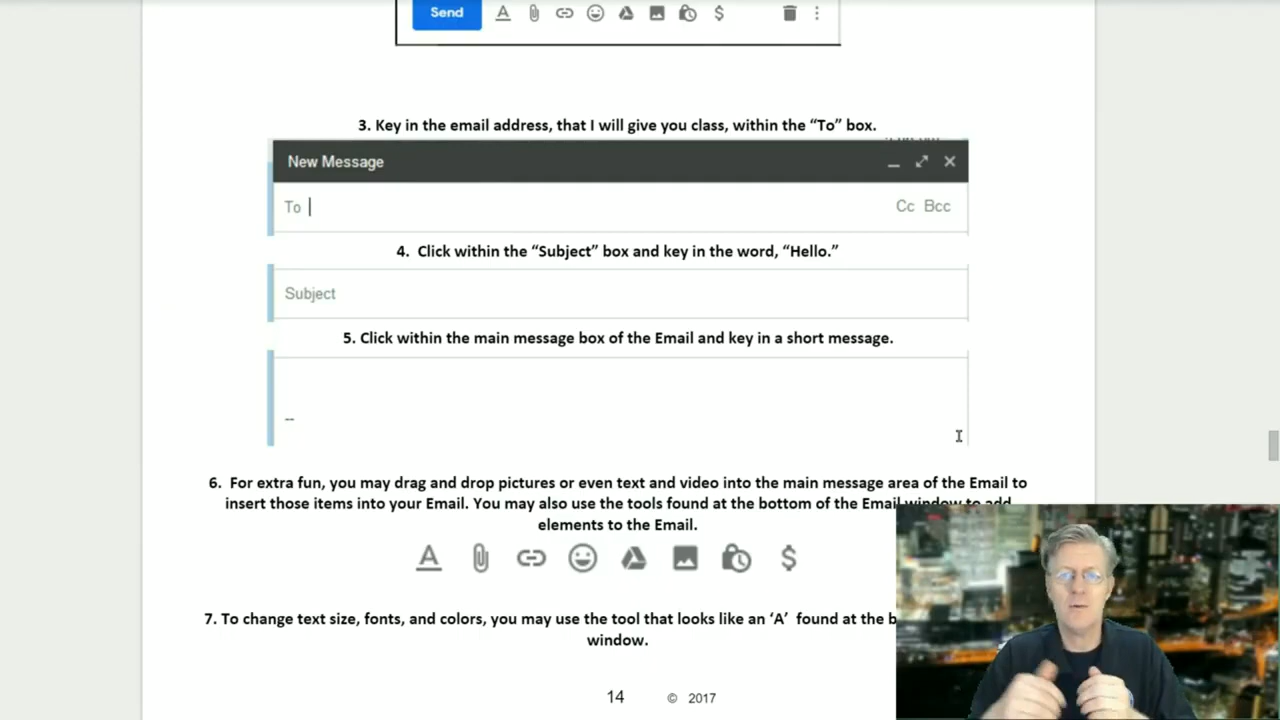 Send
3. Key in the email address, that I will give you class, within the “To” box.
New Message
To
Cc Bcc
4. Click within the “Subject” box and key in the word, “Hello.”
Subject
5. Click within the main message box of the Email and key in a short message.
--
6. For extra fun, you may drag and drop pictures or even text and video into the main message area of the Email to
insert those items into your Email. You may also use the tools found at the bottom of the Email window to add
elements to the Email.
7. To change text size, fonts, and colors, you may use the tool that looks like an ‘A’ found at the
window.
14 © 2017